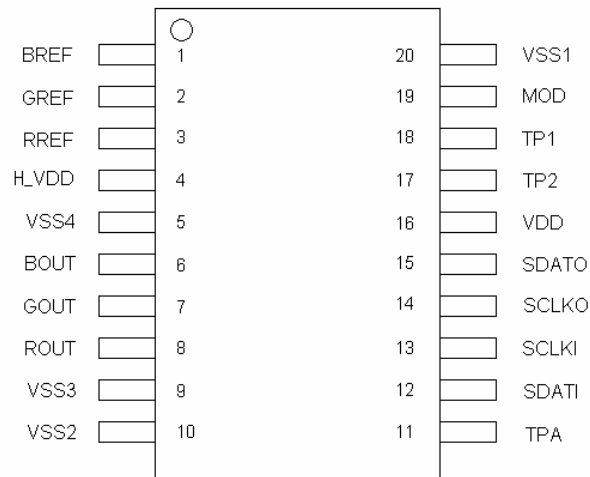 BREF 1 20 VSS1
GREF 2 19 MOD
RREF 3 18 TP1
H_VDD 4 17 TP2
VSS4 5 16 VDD
BOUT 6 15 SDATO
GOUT 7 14 SCLKO
ROUT 8 13 SCLKI
VSS3 9 12 SDATI
VSS2 10 11 TPA